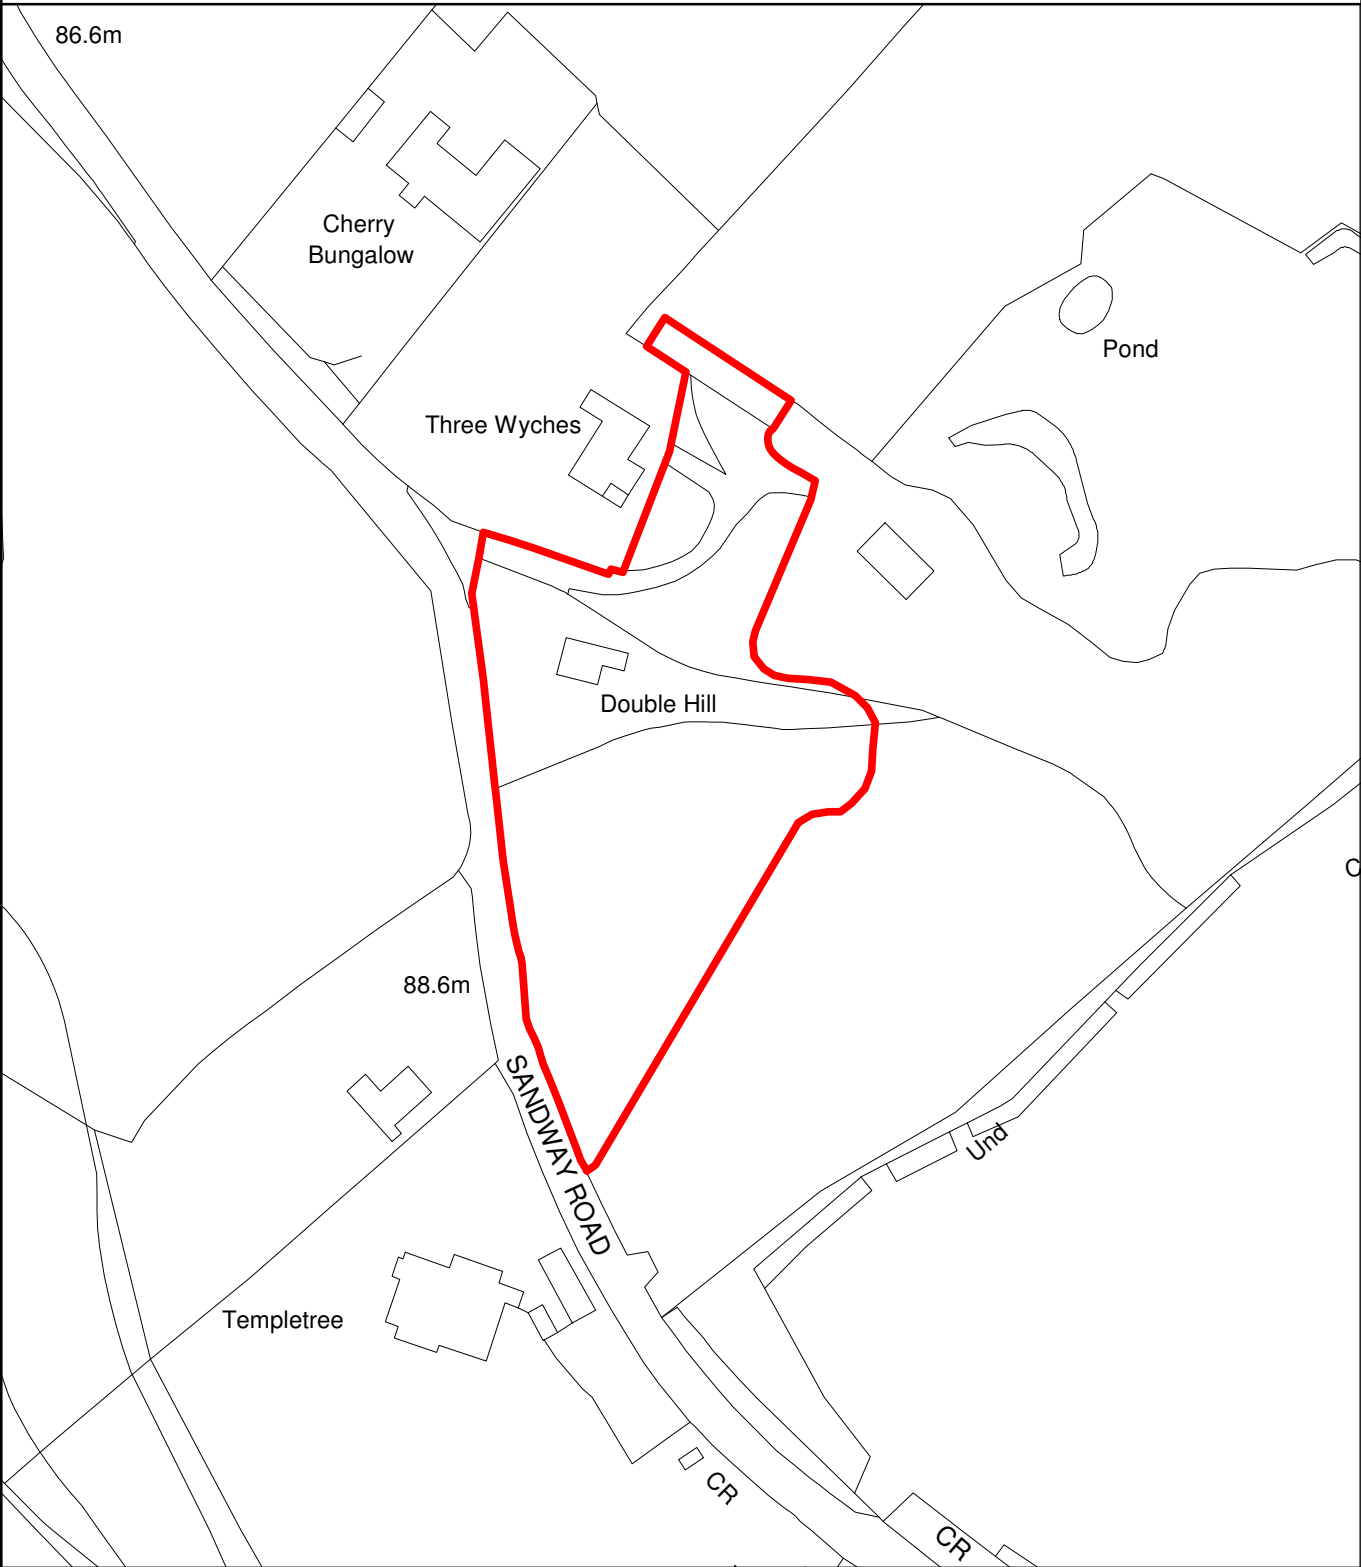 86.6m
Cherry
Bungalow
Pond
Three Wyches
Double Hill
C
88.6m
SANDWAY ROAD
Und
Templetree
CR
CR